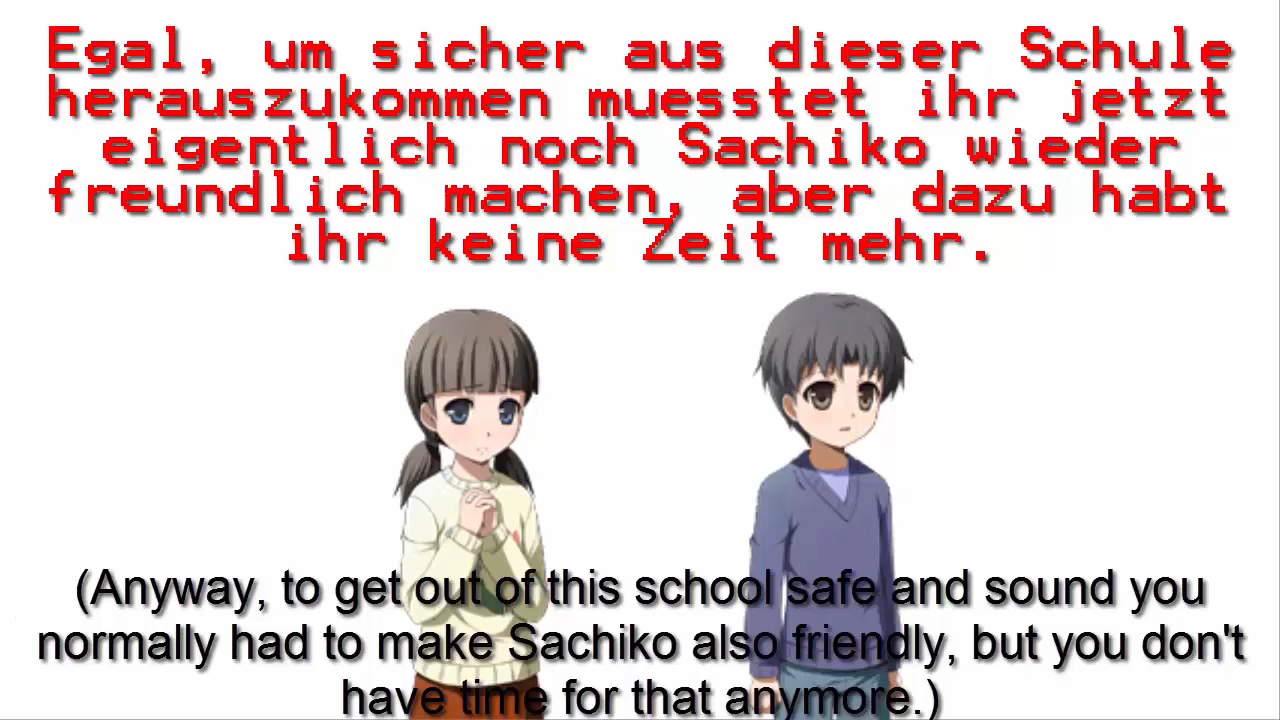 Egal, um sicher aus dieser Schule
herauszukommen muesstet ihr jetzt
eigentlich noch Sachiko wieder
freundlich machen, aber dazu habt
ihr keine Zeit mehr.
(Anyway, to get out of this school safe and sound you
normally had to make Sachiko also friendly, but you don't
have time for that anymore.)